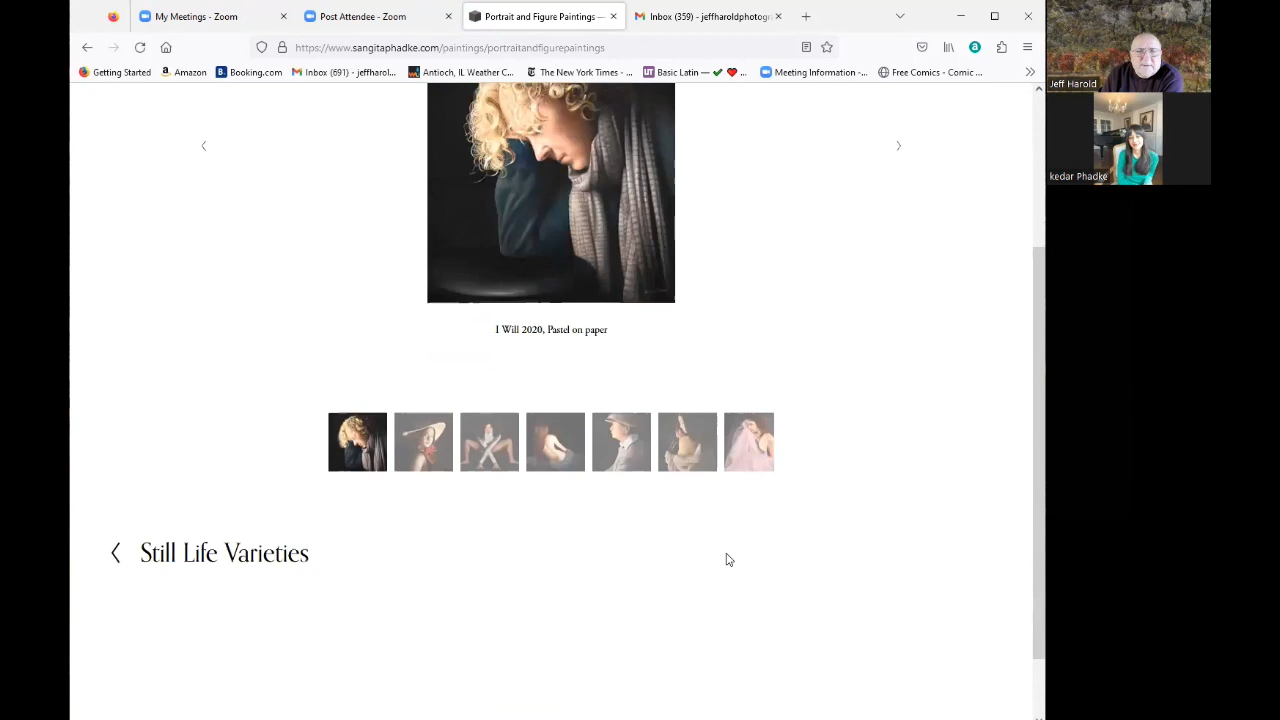 My Meetings - Zoom
Post Attendee - Zoom
Portrait and Figure Paintings —
Inbox (359) - jeffharoldphotogr
https://www.sangitaphadke.com/paintings/portraitandfigurepaintings
Getting Started
Amazon
Booking.com
Inbox (691) - jeffharol...
Antioch, IL Weather C...
The New York Times - ...
Basic Latin — ✔ ❤ ...
Meeting Information -...
Free Comics - Comic ...
Jeff Harold
kedar Phadke
I Will 2020, Pastel on paper
Still Life Varieties